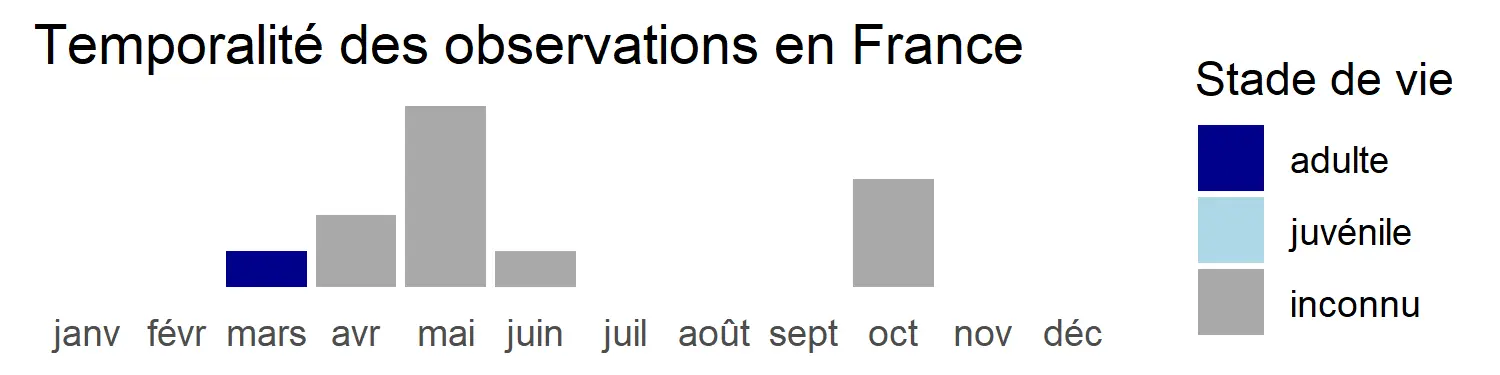 Temporalité des observations en France
Stade de vie
adulte
juvénile
inconnu
janv févr mars avr mai juin juil août sept oct nov déc